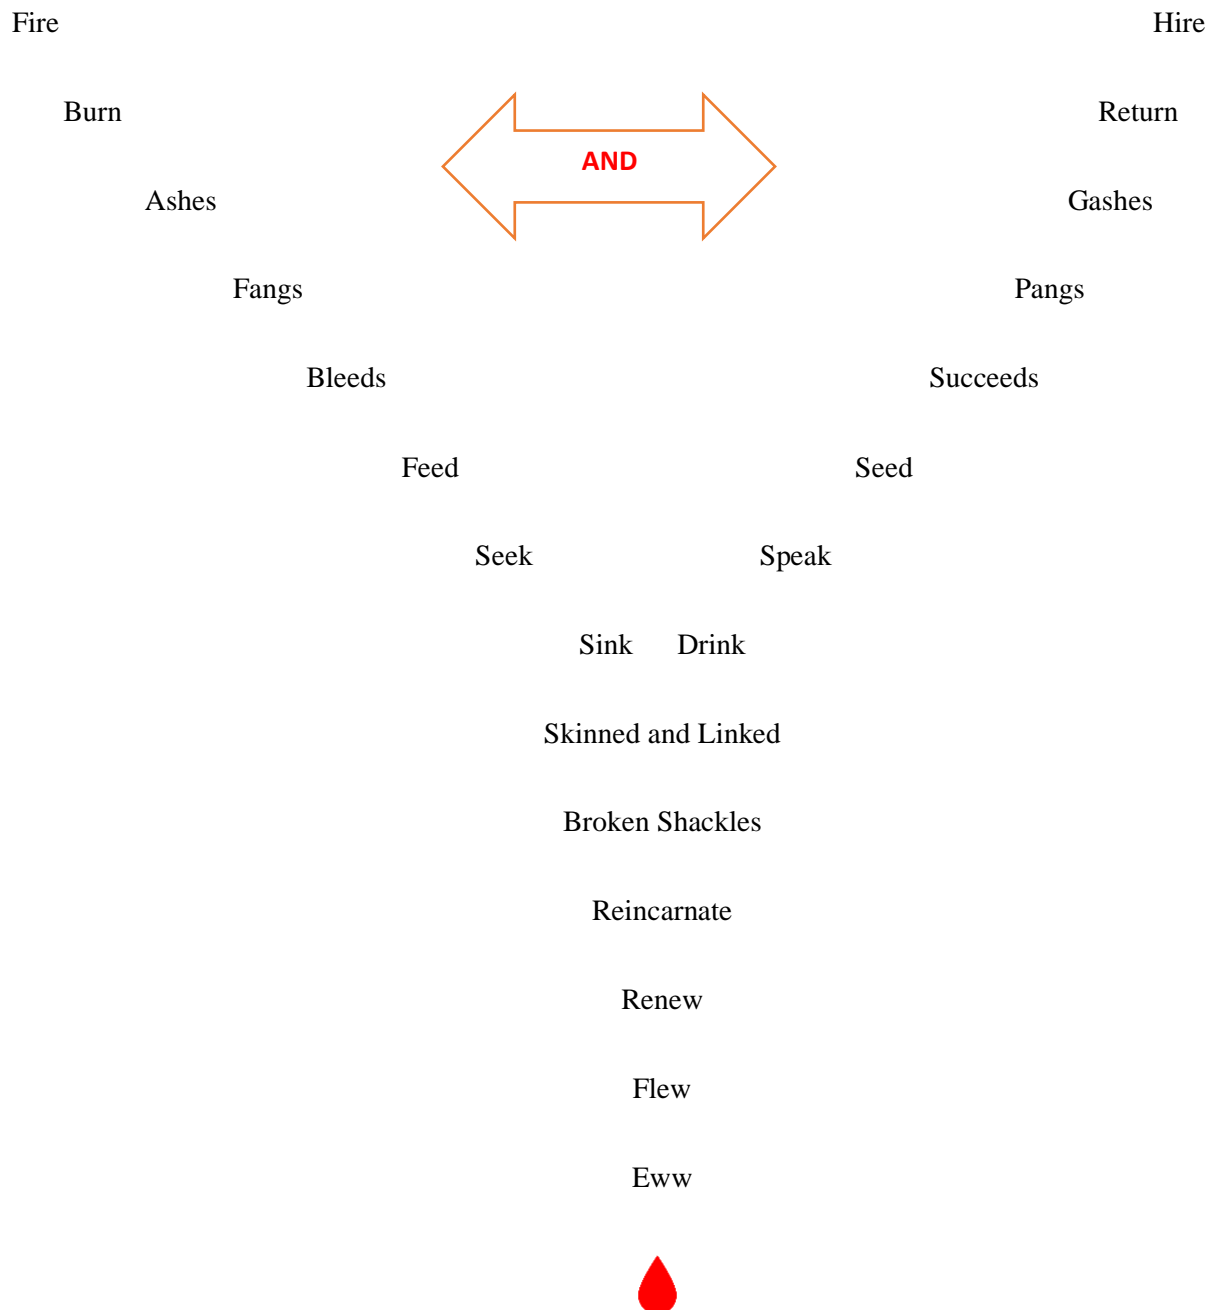 Fire Hire
Burn Return
AND
Ashes Gashes
Fangs Pangs
Bleeds Succeeds
Feed Seed
Seek Speak
Sink Drink
Skinned and Linked
Broken Shackles
Reincarnate
Renew
Flew
Eww